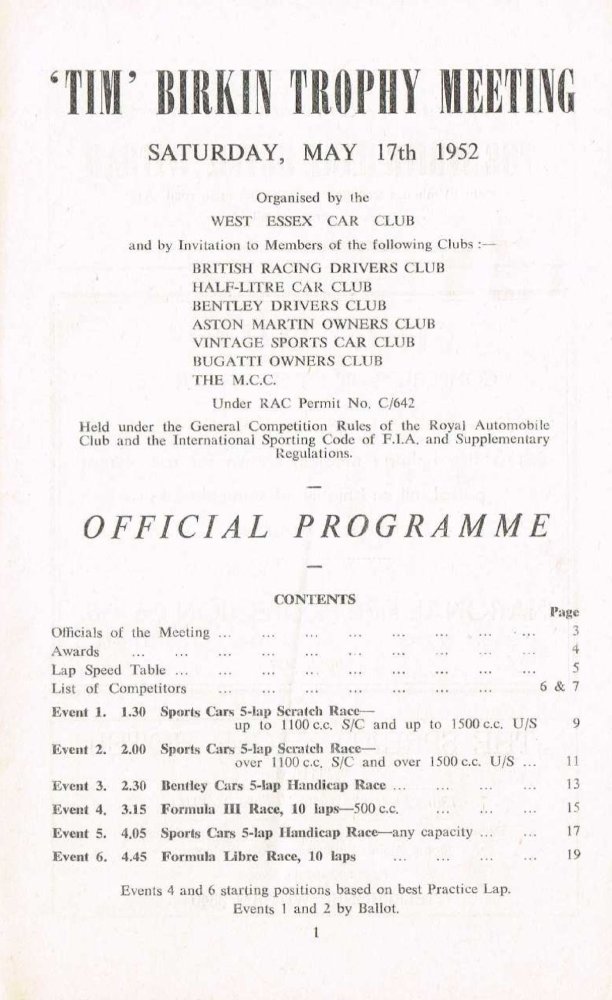 ‘TIM’ BIRKIN TROPHY MEETING
SATURDAY, MAY 17th 1952
Organised by the
WEST ESSEX CAR CLUB
and by Invitation to Members of the following Clubs :—
BRITISH RACING DRIVERS CLUB
HALF-LITRE CAR CLUB
BENTLEY DRIVERS CLUB
ASTON MARTIN OWNERS CLUB
VINTAGE SPORTS CAR CLUB
BUGATTI OWNERS CLUB
THE M.C.C.
Under RAC Permit No. C/642
Held under the General Competition Rules of the Royal Automobile
Club and the International Sporting Code of F.I.A. and Supplementary
Regulations.
—
OFFICIAL PROGRAMME
—
CONTENTS
Page
Officials of the Meeting ... ... ... ... ... ... ... ... 3
Awards ... ... ... ... ... ... ... ... ... 4
Lap Speed Table ... ... ... ... ... ... ... ... ... 5
List of Competitors ... ... ... ... ... ... ... 6 & 7
Event 1. 1.30 Sports Cars 5-lap Scratch Race—
up to 1100 c.c. S/C and up to 1500 c.c. U/S 9
Event 2. 2.00 Sports Cars 5-lap Scratch Race—
over 1100 c.c. S/C and over 1500 c.c. U/S ... 11
Event 3. 2.30 Bentley Cars 5-lap Handicap Race ... ... ... ... 13
Event 4. 3.15 Formula III Race, 10 laps—500 c.c. ... ... ... 15
Event 5. 4.05 Sports Cars 5-lap Handicap Race—any capacity ... ... 17
Event 6. 4.45 Formula Libre Race, 10 laps ... ... ... ... 19
Events 4 and 6 starting positions based on best Practice Lap.
Events 1 and 2 by Ballot.
1